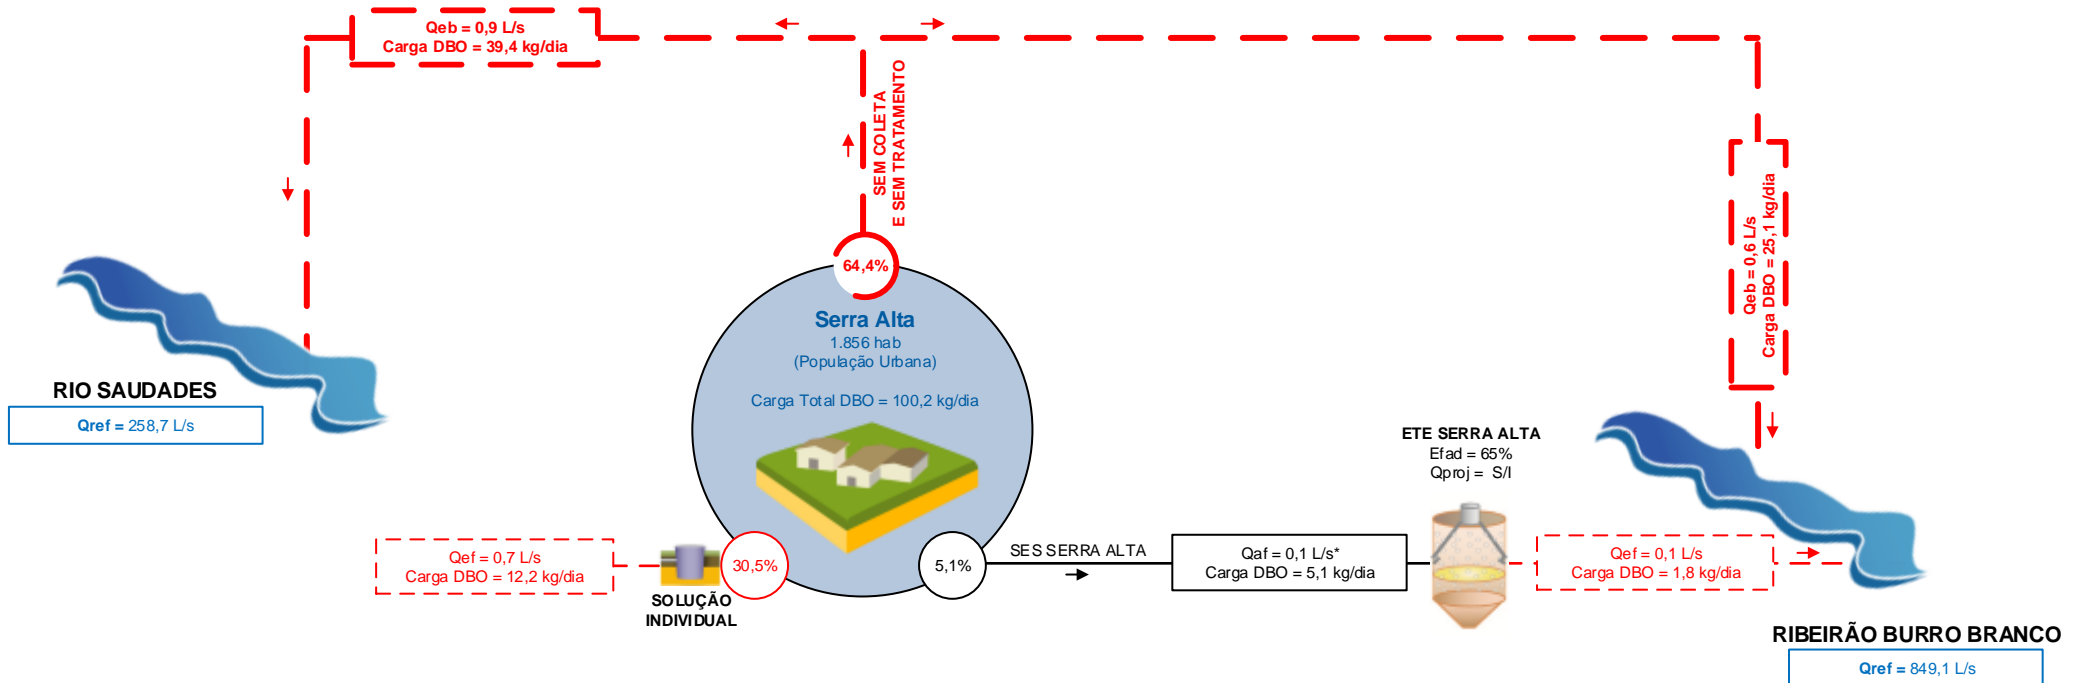 Qeb = 0,9 L/s
Carga DBO = 39,4 kg/dia
SEM COLETA
E SEM TRATAMENTO
Qeb = 0,6 L/s
Carga DBO = 25,1 kg/dia
64,4%
Serra Alta
1.856 hab
(População Urbana)
Carga Total DBO = 100,2 kg/dia
RIO SAUDADES
Qref = 258,7 L/s
ETE SERRA ALTA
Efad = 65%
Qproj = S/I
Qef = 0,7 L/s
Carga DBO = 12,2 kg/dia
SOLUÇÃO
INDIVIDUAL
30,5%
5,1%
SES SERRA ALTA
Qaf = 0,1 L/s*
Carga DBO = 5,1 kg/dia
Qef = 0,1 L/s
Carga DBO = 1,8 kg/dia
RIBEIRÃO BURRO BRANCO
Qref = 849,1 L/s